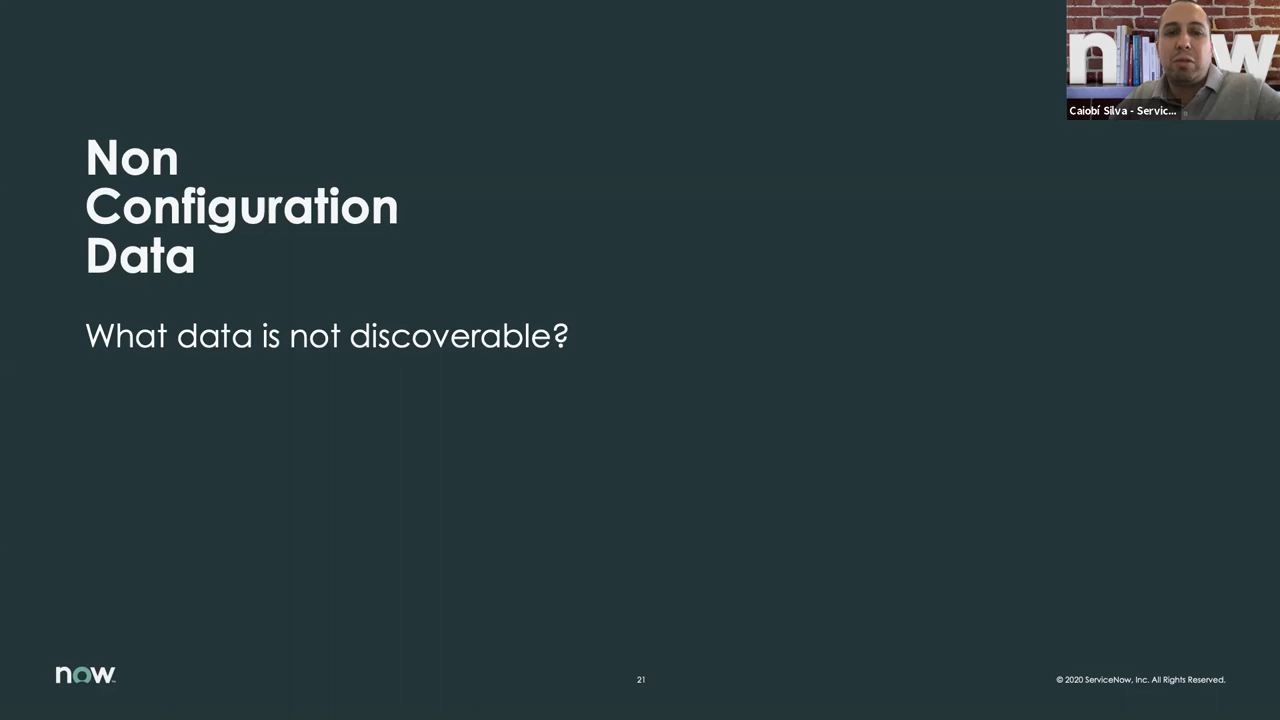 now
Caiobí Silva - Servic...
Non
Configuration
Data
What data is not discoverable?
now
21
© 2020 ServiceNow, Inc. All Rights Reserved.